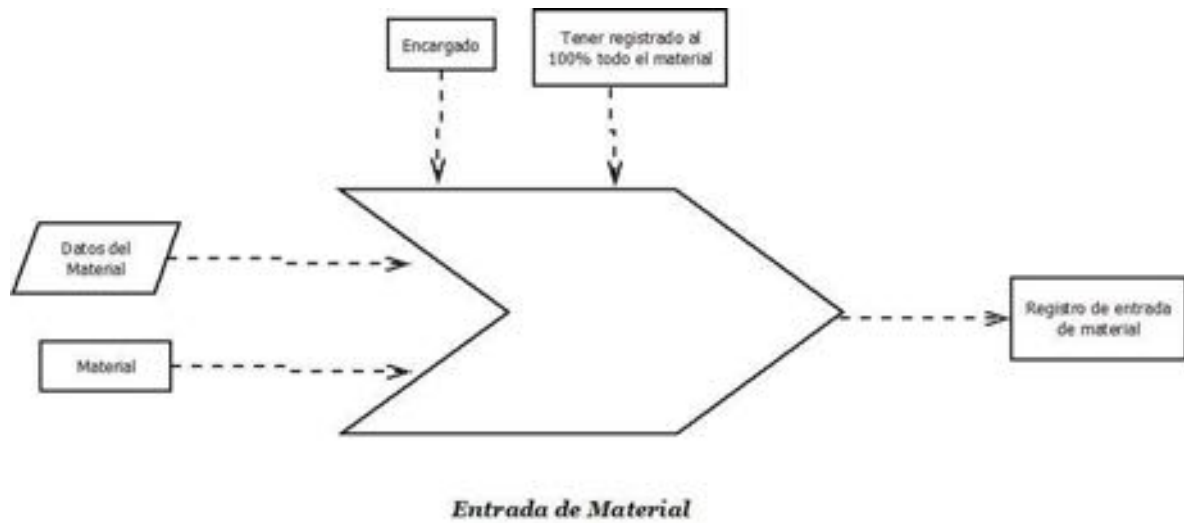 Encargado
Tener registrado al
100% todo el material
Datos del
Material
Material
Registro de entrada
de material
Entrada de Material